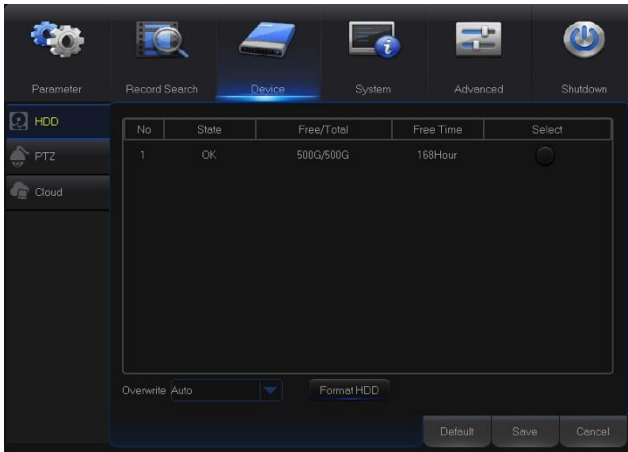 Parameter Record Search Device System Advanced Shutdown
HDD
PTZ
Cloud
No State Free/Total Free Time Select
1 OK 500G/500G 168Hour
Overwrite Auto Format HDD
Default Save Cancel